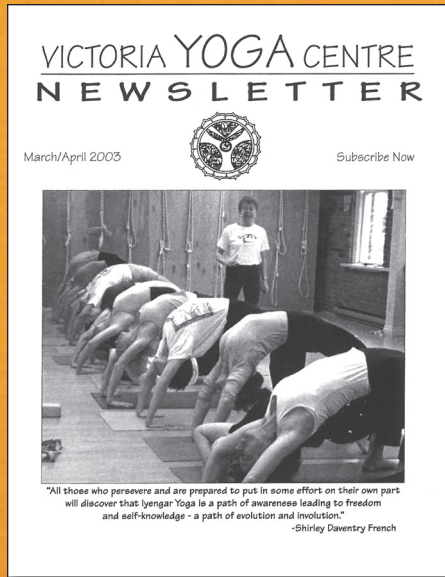 VICTORIA YOGA CENTRE
NEWSLETTER
March/April 2003
Subscribe Now
"All those who persevere and are prepared to put in some effort on their own part
will discover that Iyengar Yoga is a path of awareness leading to freedom
and self-knowledge - a path of evolution and involution."
-Shirley Daventry French